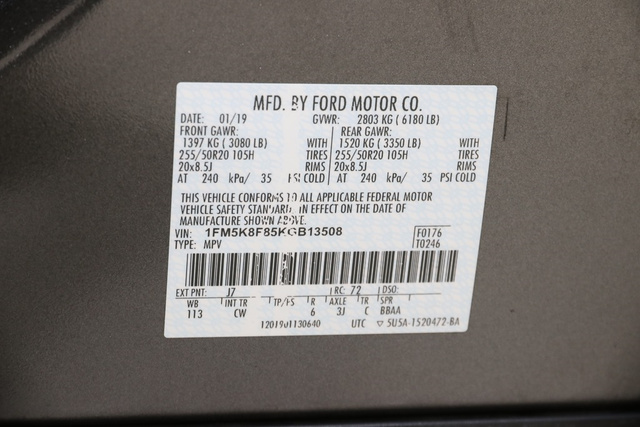 MFD. BY FORD MOTOR CO.
DATE: 01/19 GVWR: 2803 KG ( 6180 LB)
FRONT GAWR: REAR GAWR:
1397 KG ( 3080 LB) WITH 1520 KG ( 3350 LB) WITH
255/50R20 105H TIRES 255/50R20 105H TIRES
20x8.5J RIMS 20x8.5J RIMS
AT 240 kPa/ 35 PSI COLD AT 240 kPa/ 35 PSI COLD
THIS VEHICLE CONFORMS TO ALL APPLICABLE FEDERAL MOTOR
VEHICLE SAFETY STANDARD IN EFFECT ON THE DATE OF
MANUFACTURE SHOWN ABOVE.
VIN: 1FM5K8F85KGB13508 F0176
TYPE: MPV T0246
EXT PNT: J7 RC: 72 DSO:
WB INT TR TP/PS R AXLE TR SPR
113 CW 6 3J C BBAA
UTC ▽ 5U5A-1520472-BA